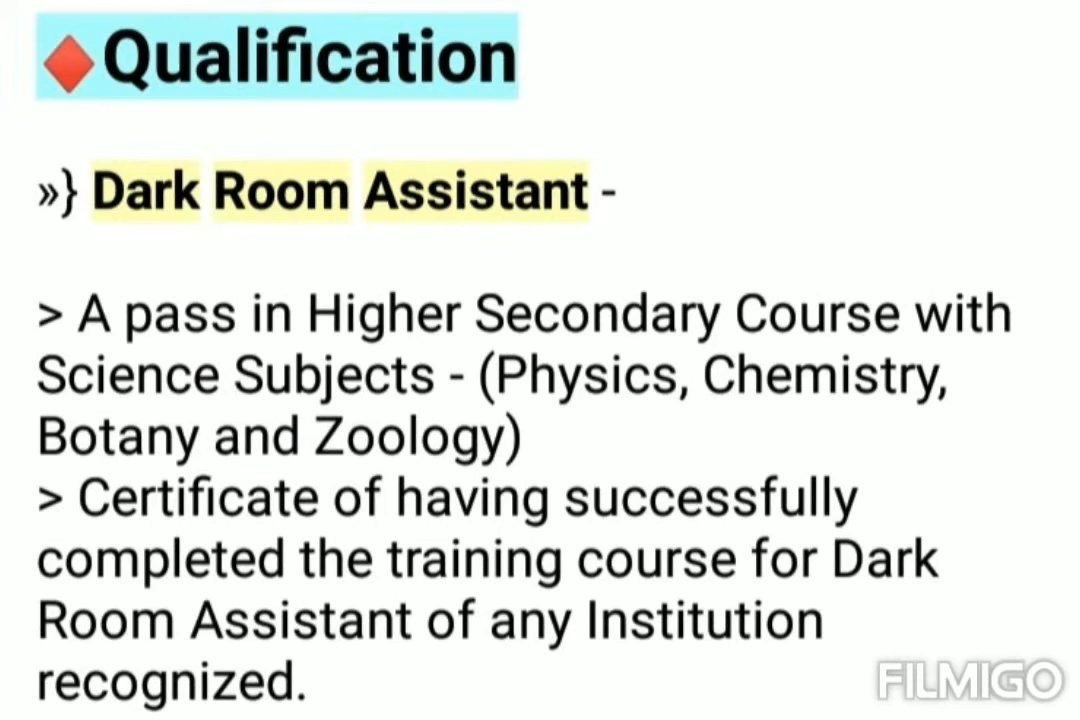 ♦Qualification
»} Dark Room Assistant -
> A pass in Higher Secondary Course with
Science Subjects - (Physics, Chemistry,
Botany and Zoology)
> Certificate of having successfully
completed the training course for Dark
Room Assistant of any Institution
recognized.
FILMIGO